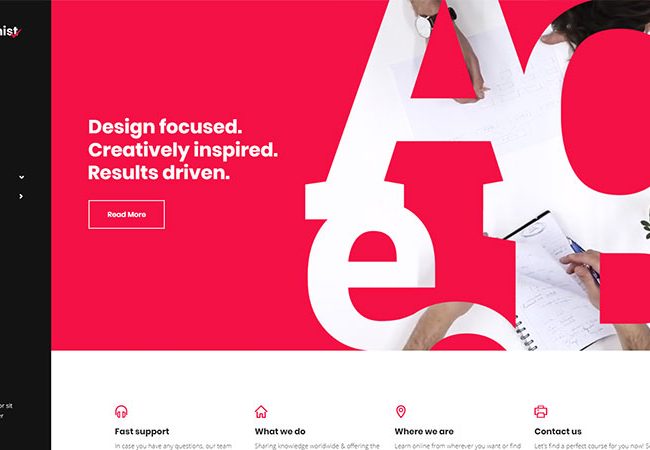 Design focused.
Creatively inspired.
Results driven.
Read More
or sit
er
Fast support
In case you have any questions, our team
What we do
Sharing knowledge worldwide & offering the
Where we are
Learn online from wherever you want or find
Contact us
Let's find a perfect course for you now!